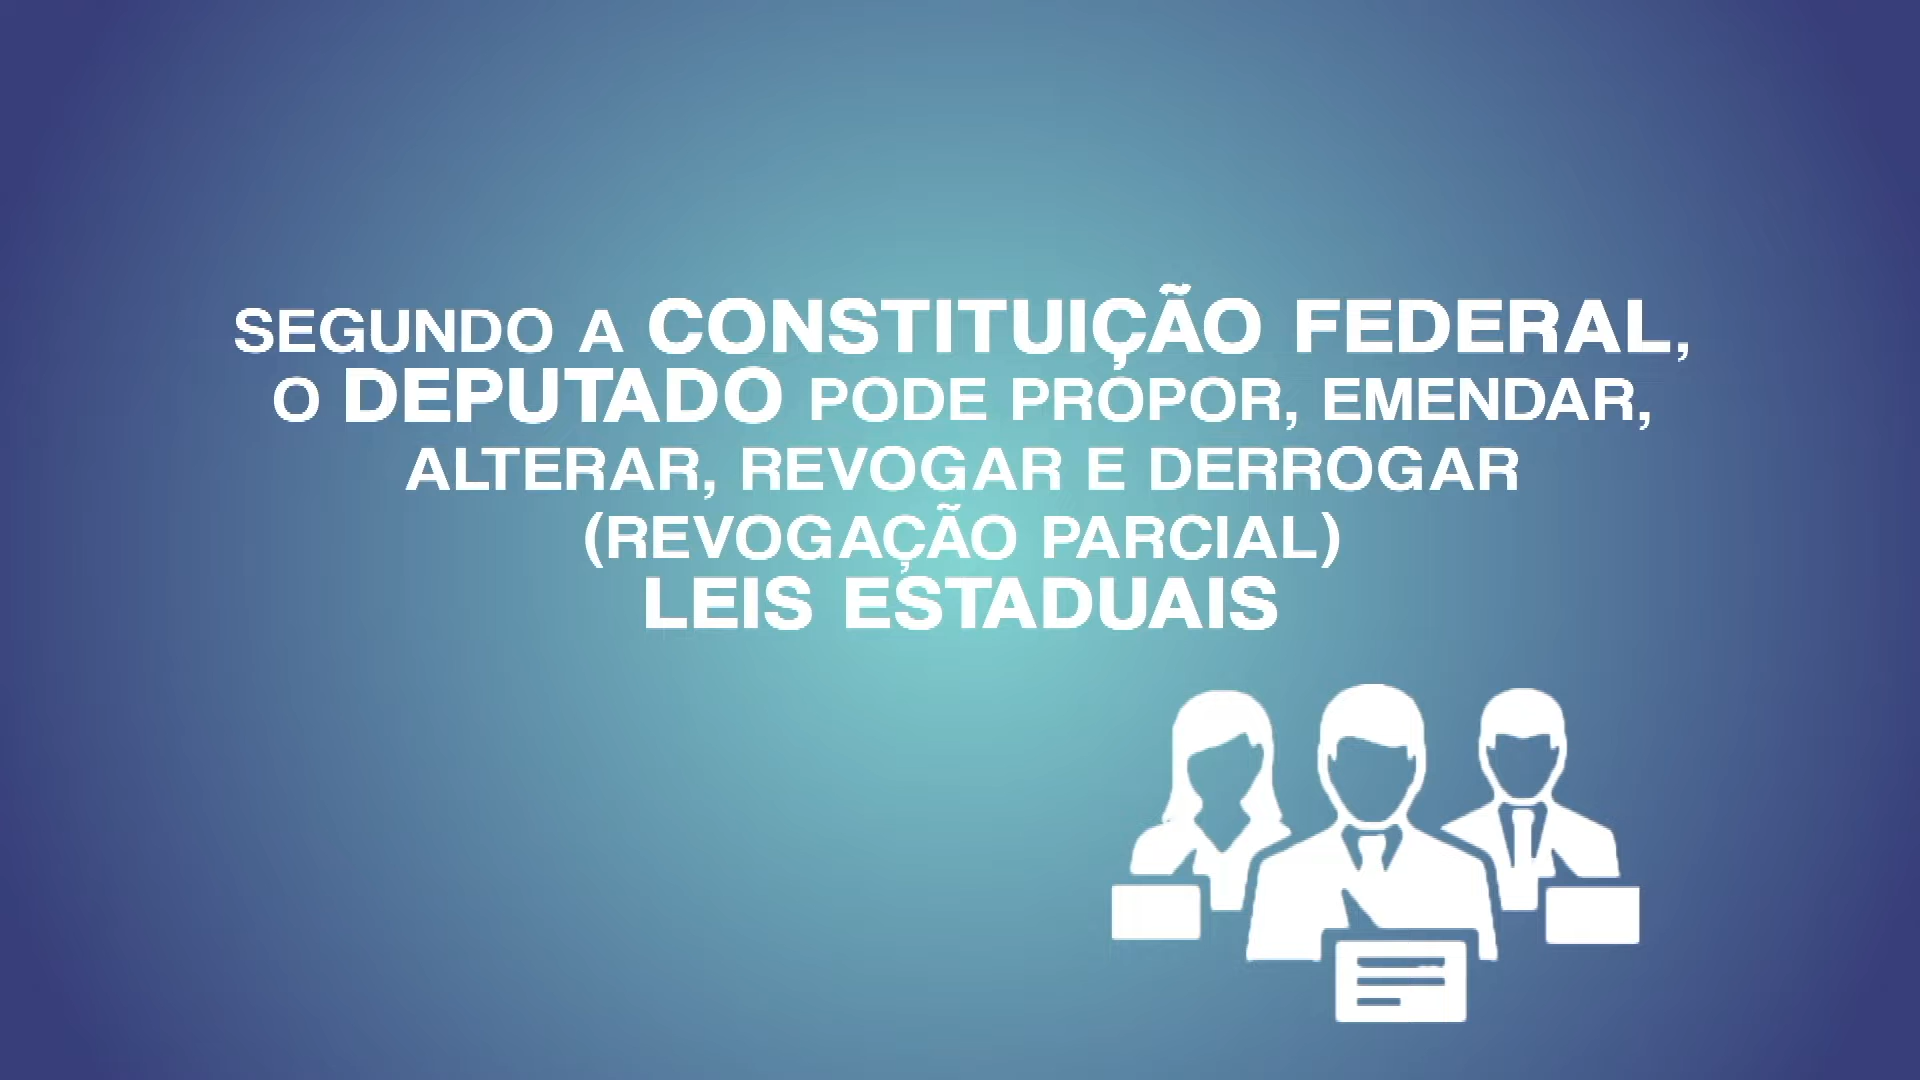 SEGUNDO A CONSTITUIÇÃO FEDERAL,
O DEPUTADO PODE PROPOR, EMENDAR,
ALTERAR, REVOGAR E DERROGAR
(REVOGAÇÃO PARCIAL)
LEIS ESTADUAIS